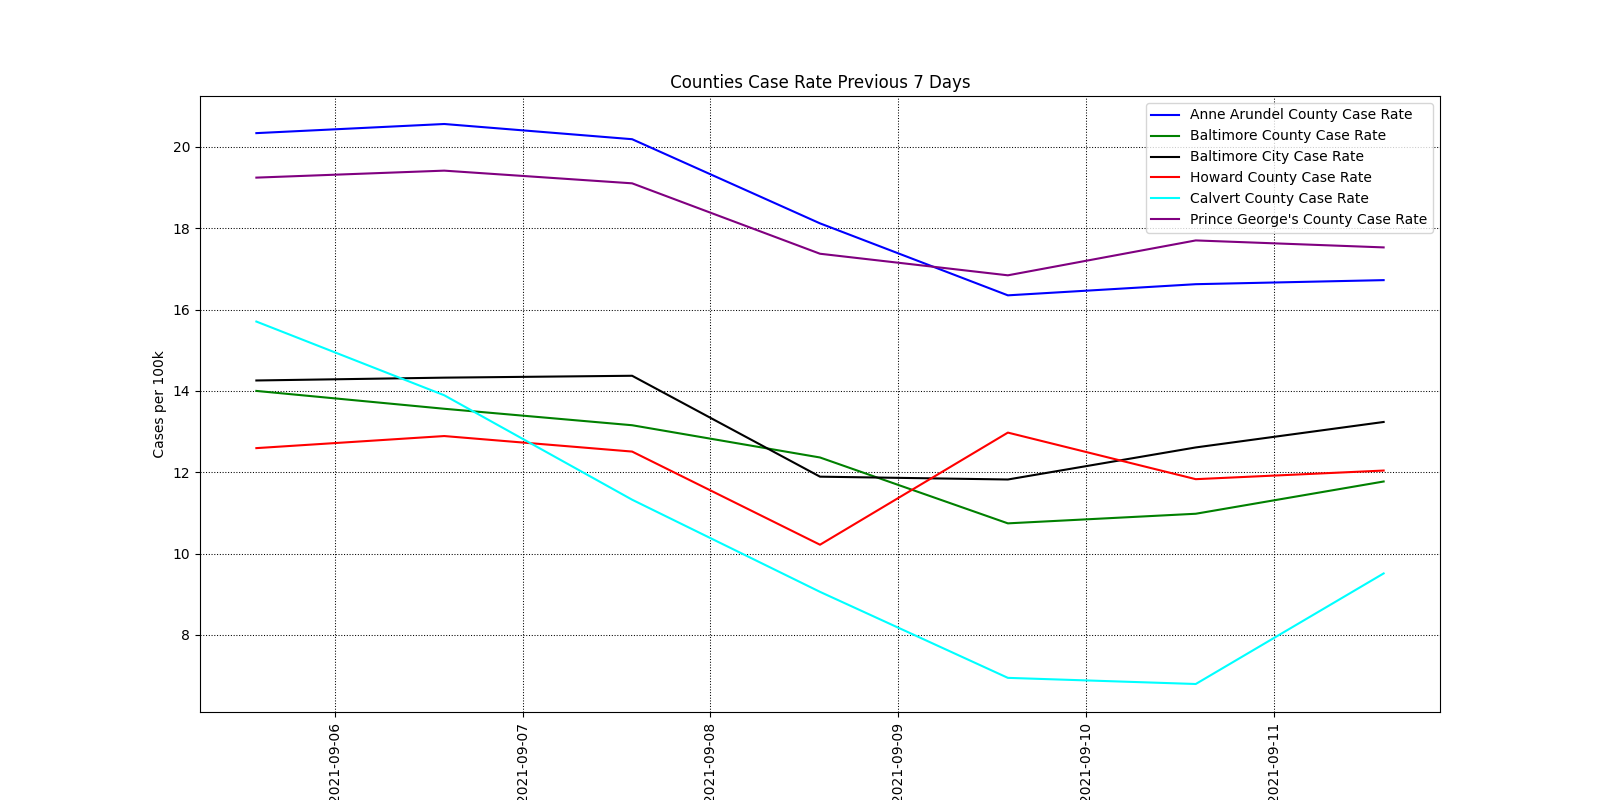 Counties Case Rate Previous 7 Days
Anne Arundel County Case Rate
Baltimore County Case Rate
Baltimore City Case Rate
Howard County Case Rate
Calvert County Case Rate
Prince George's County Case Rate
Cases per 100k
20
18
16
14
12
10
8
2021-09-06
2021-09-07
2021-09-08
2021-09-09
2021-09-10
2021-09-11